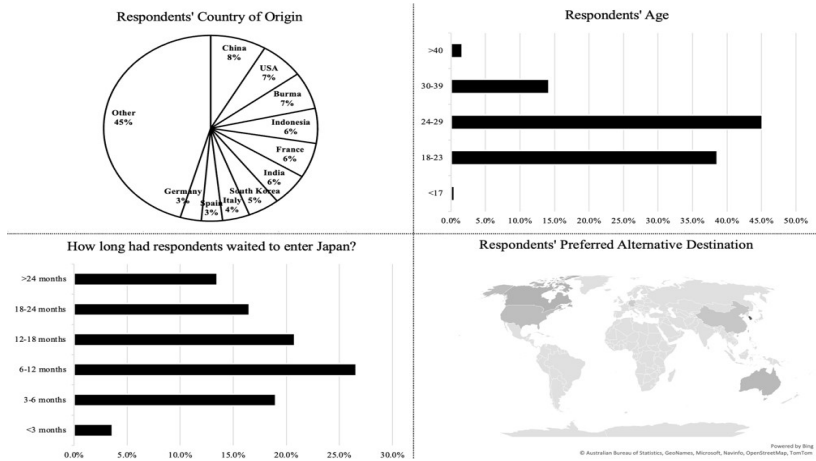 Respondents' Country of Origin
China
8%
USA
7%
Burma
7%
Indonesia
6%
France
6%
India
6%
South Korea
5%
Italy
4%
Spain
3%
Germany
3%
Other
45%
Respondents' Age
>40
30-39
24-29
18-23
<17
0.0% 5.0% 10.0% 15.0% 20.0% 25.0% 30.0% 35.0% 40.0% 45.0% 50.0%
How long had respondents waited to enter Japan?
>24 months
18-24 months
12-18 months
6-12 months
3-6 months
<3 months
0.0% 5.0% 10.0% 15.0% 20.0% 25.0% 30.0%
Respondents' Preferred Alternative Destination
Powered by Bing
© Australian Bureau of Statistics, GeoNames, Microsoft, Navinfo, OpenStreetMap, TomTom